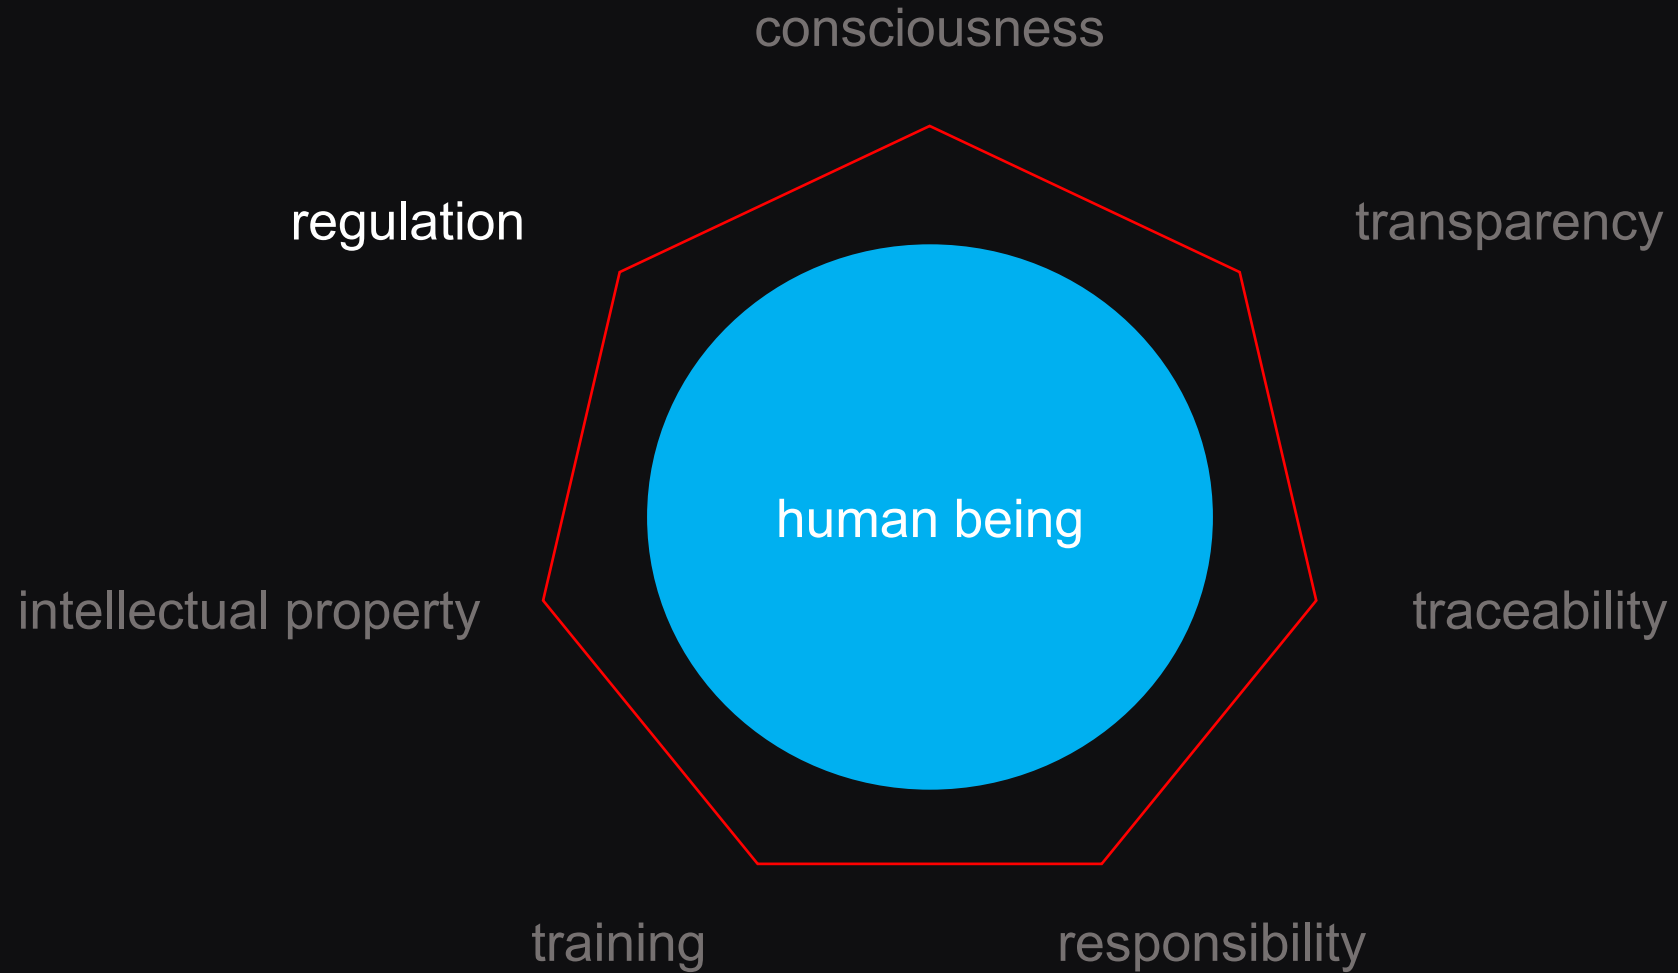 consciousness
regulation
transparency
human being
intellectual property
traceability
training
responsibility